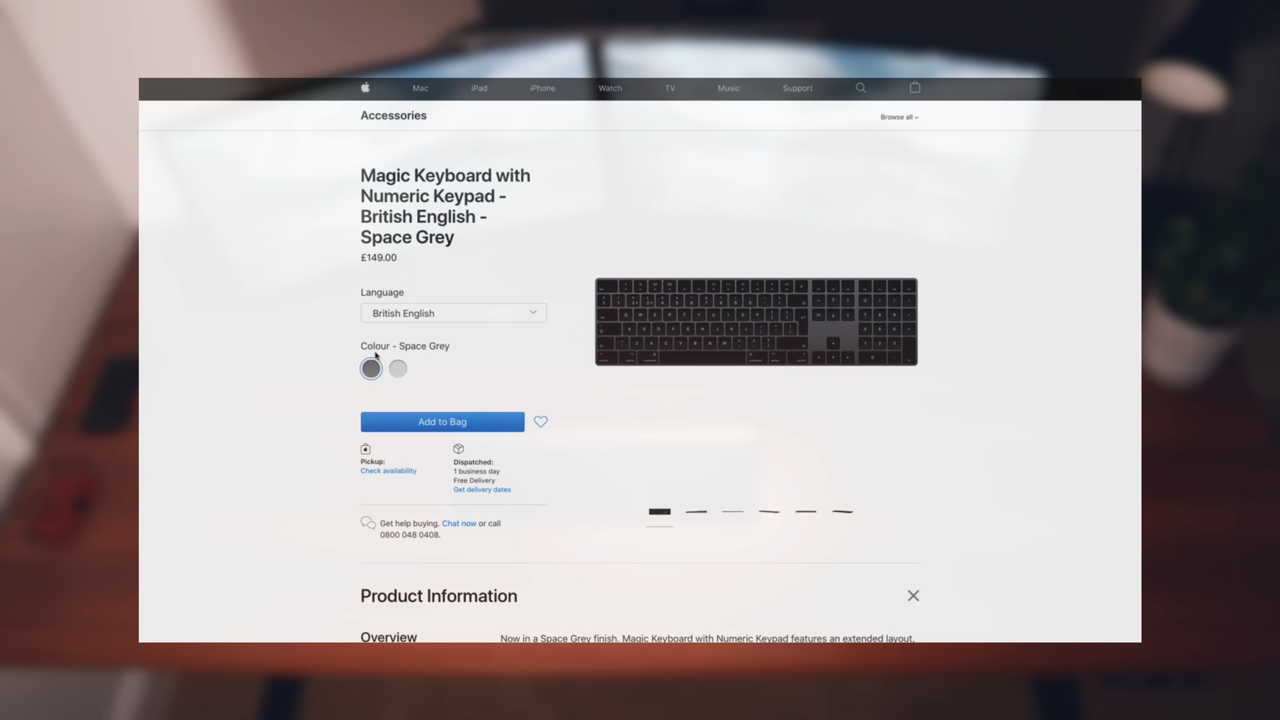 Mac iPad iPhone Watch TV Music Support
Accessories
Browse all
Magic Keyboard with
Numeric Keypad -
British English -
Space Grey
£149.00
Language
British English
Colour - Space Grey
Add to Bag
Pickup:
Check availability
Dispatched:
1 business day
Free Delivery
Get delivery dates
Get help buying. Chat now or call
0800 048 0408.
Product Information
Overview
Now in a Space Grey finish, Magic Keyboard with Numeric Keypad features an extended layout,